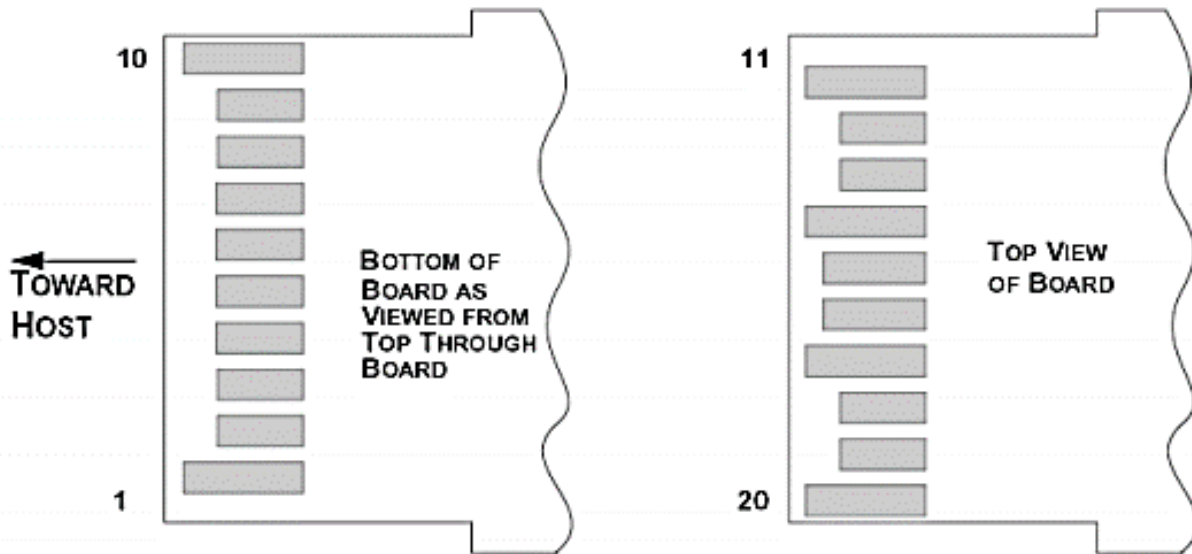 10
1
TOWARD
HOST
BOTTOM OF
BOARD AS
VIEWED FROM
TOP THROUGH
BOARD
11
20
TOP VIEW
OF BOARD